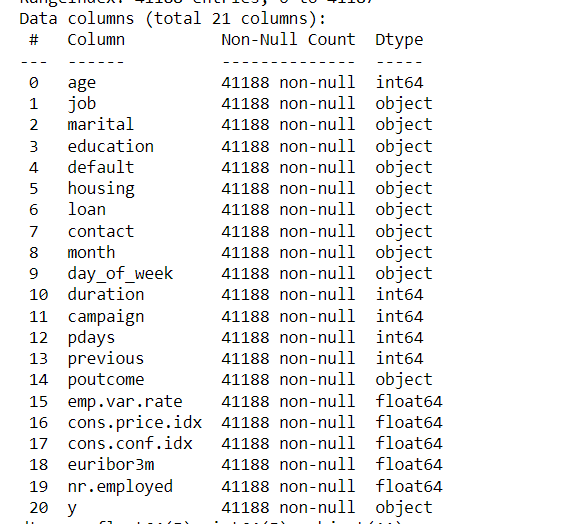 RangeIndex: 41188 entries, 0 to 41187
Data columns (total 21 columns):
 #   Column          Non-Null Count  Dtype
---  ------          --------------  -----
 0   age             41188 non-null  int64
 1   job             41188 non-null  object
 2   marital         41188 non-null  object
 3   education       41188 non-null  object
 4   default         41188 non-null  object
 5   housing         41188 non-null  object
 6   loan            41188 non-null  object
 7   contact         41188 non-null  object
 8   month           41188 non-null  object
 9   day_of_week     41188 non-null  object
 10  duration        41188 non-null  int64
 11  campaign        41188 non-null  int64
 12  pdays           41188 non-null  int64
 13  previous        41188 non-null  int64
 14  poutcome        41188 non-null  object
 15  emp.var.rate    41188 non-null  float64
 16  cons.price.idx  41188 non-null  float64
 17  cons.conf.idx   41188 non-null  float64
 18  euribor3m       41188 non-null  float64
 19  nr.employed     41188 non-null  float64
 20  y               41188 non-null  object